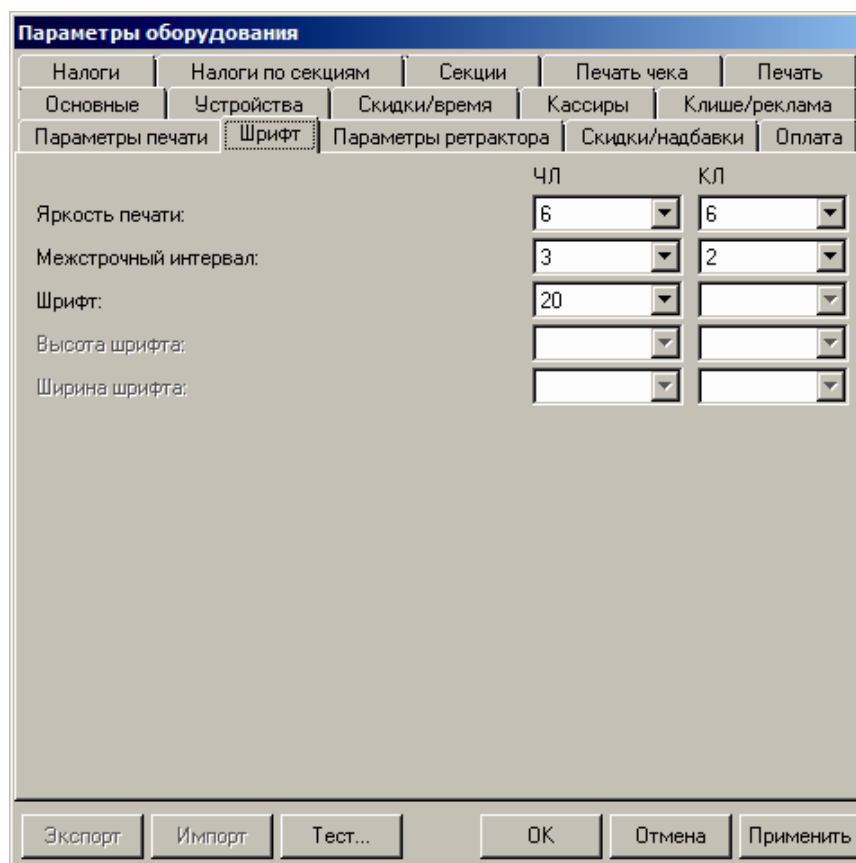 Параметры оборудования
Налоги Налоги по секциям Секции Печать чека Печать
Основные Устройства Скидки/время Кассиры Клише/реклама
Параметры печати Шрифт Параметры ретрактора Скидки/надбавки Оплата
ЧЛ КЛ
Яркость печати: 6 6
Межстрочный интервал: 3 2
Шрифт: 20
Высота шрифта:
Ширина шрифта:
Экспорт Импорт Тест... OK Отмена Применить